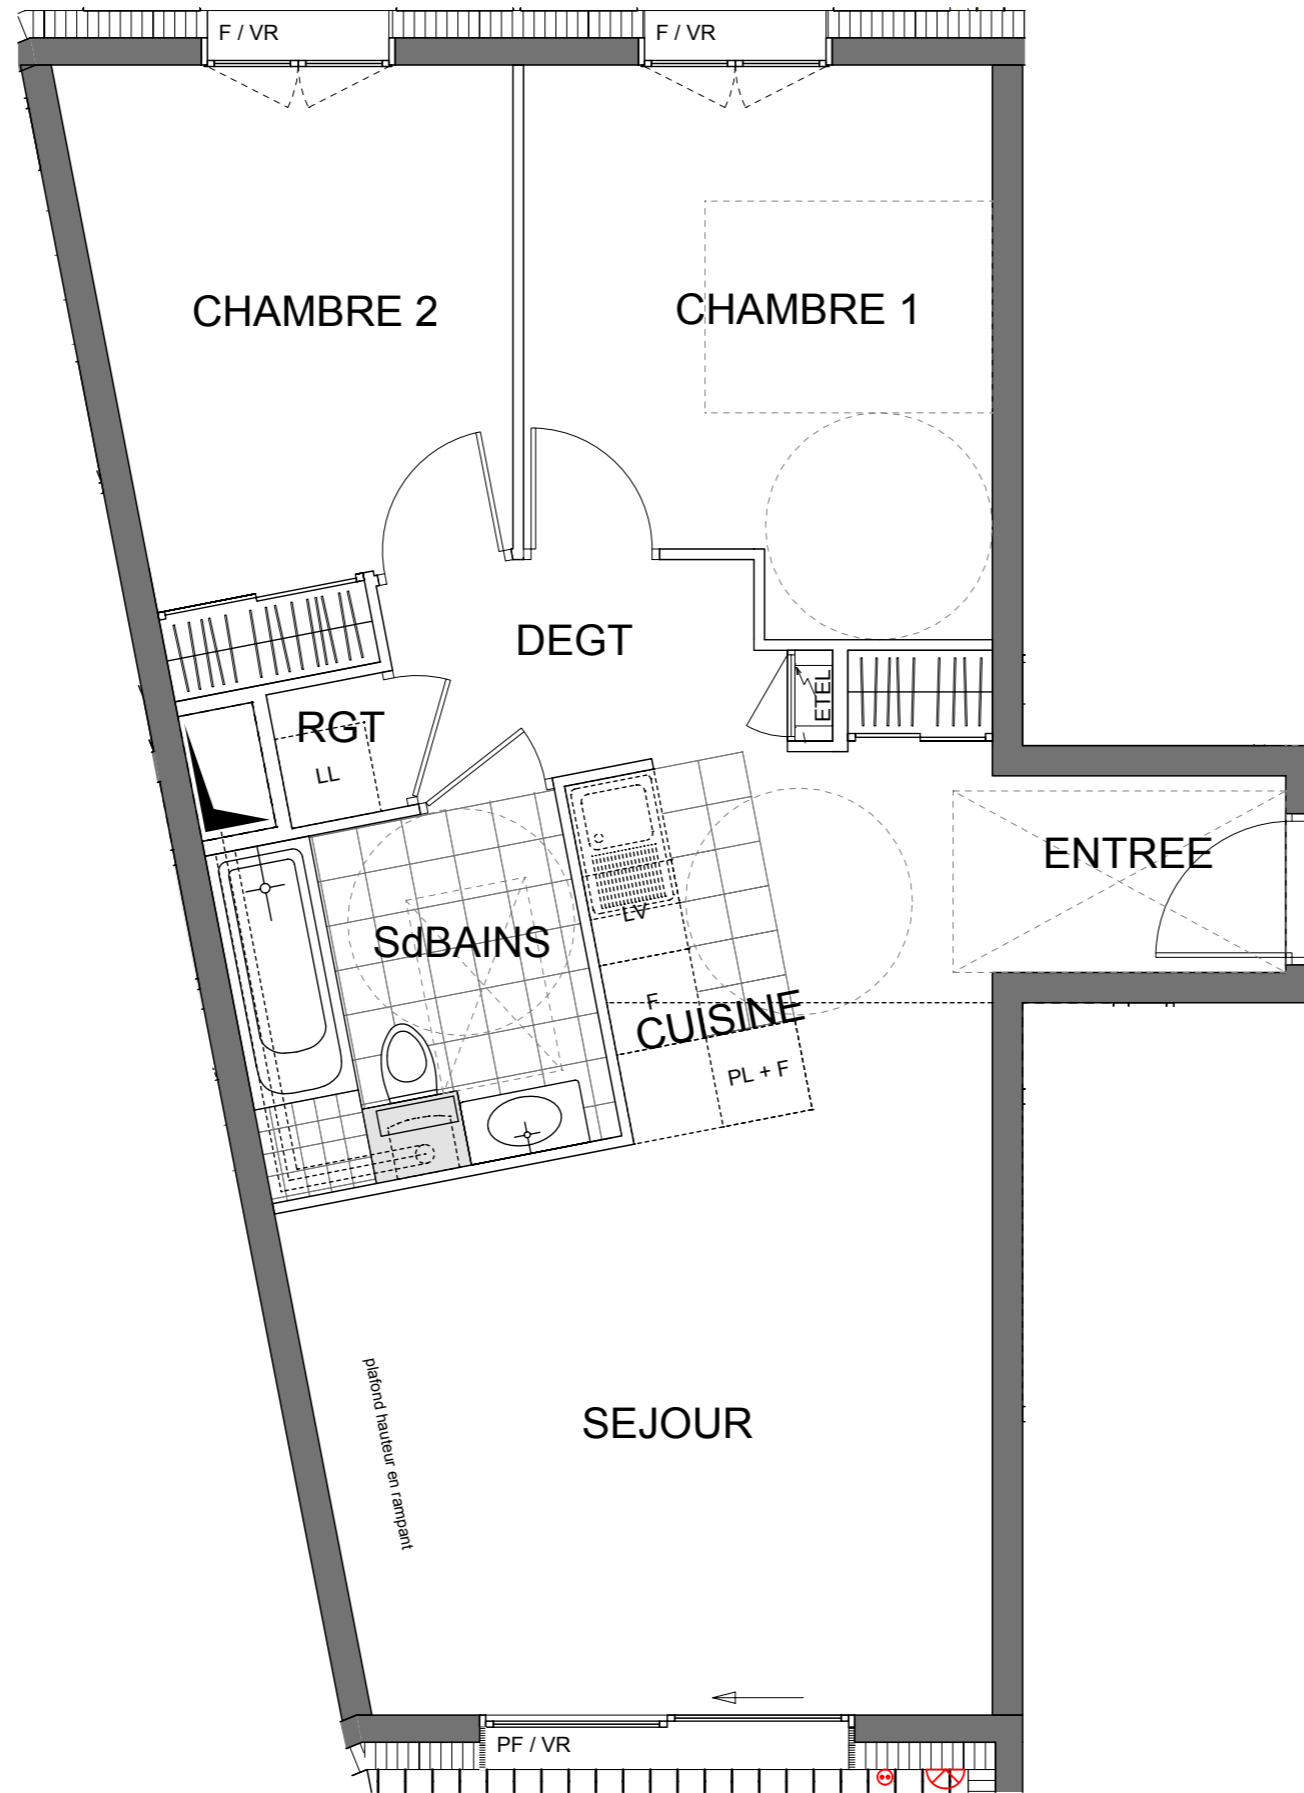 F / VR
F / VR
CHAMBRE 2
CHAMBRE 1
DEGT
ETEL
RGT
LL
ENTREE
LV
SdBAINS
F
CUISINE
PL + F
SEJOUR
plafond hauteur en rampant
PF / VR